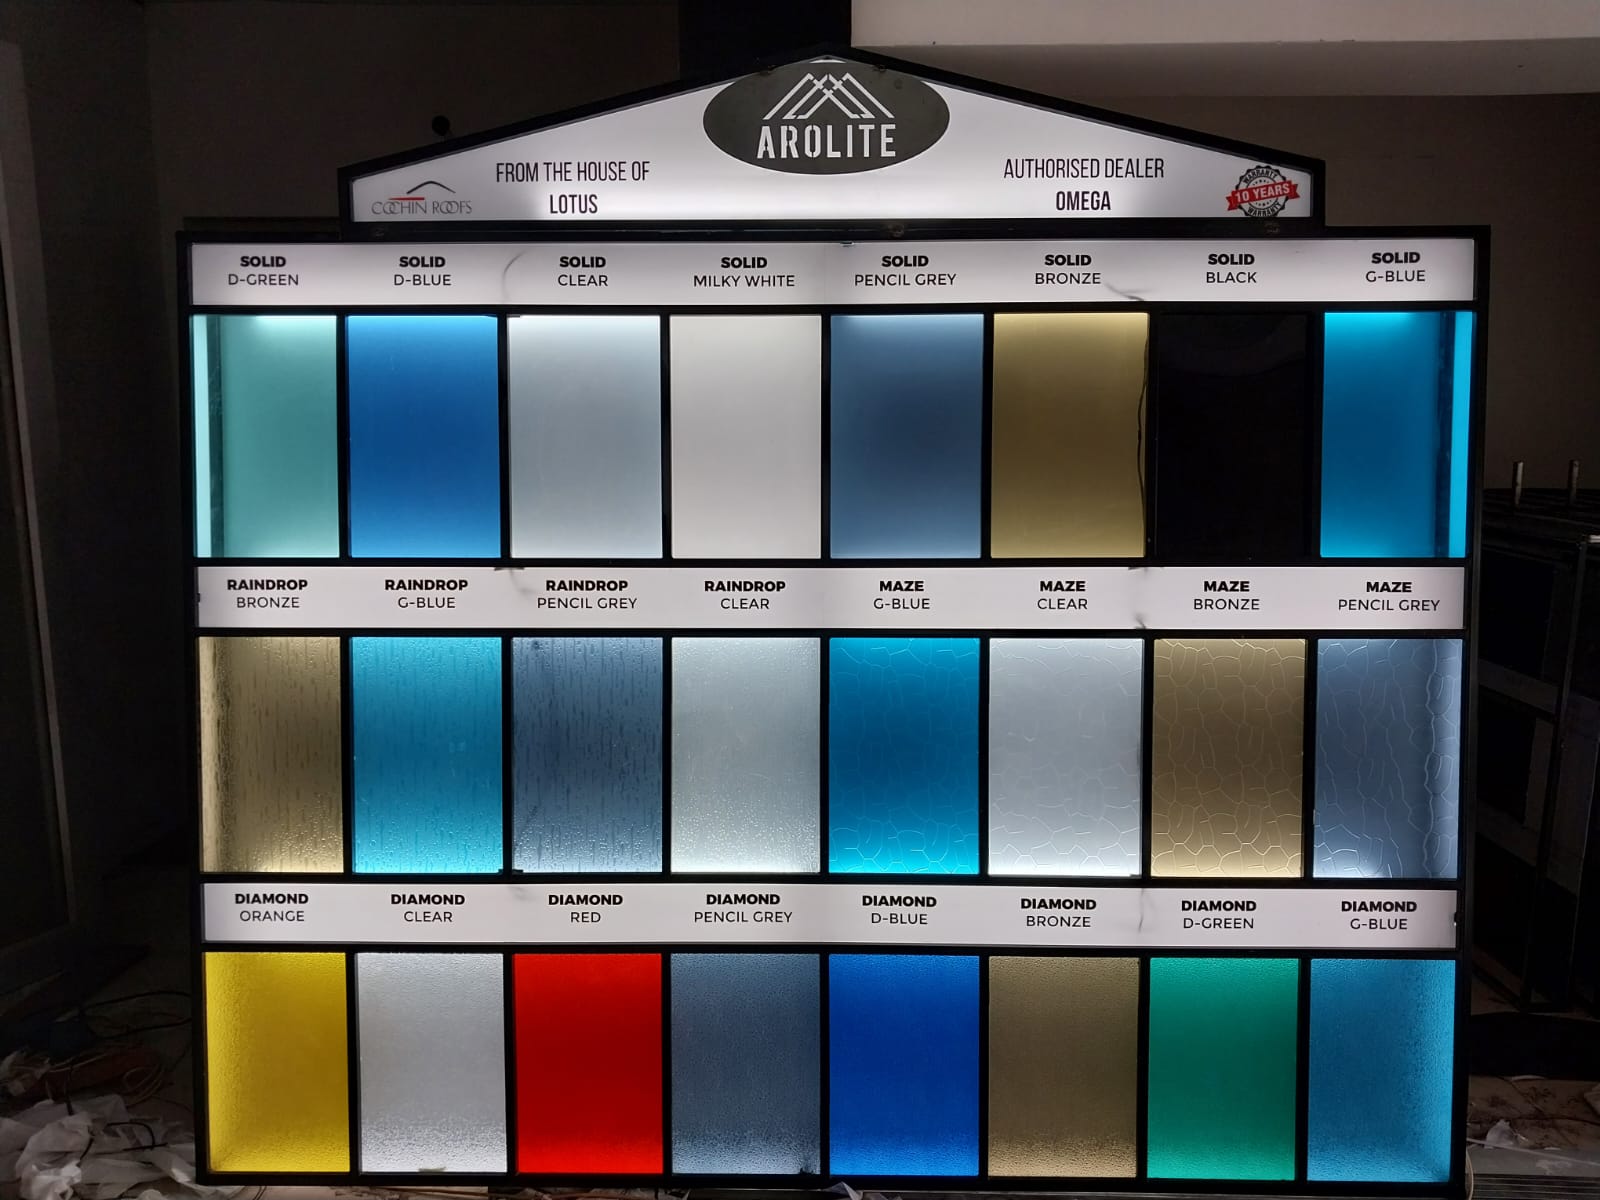 AROLITE
FROM THE HOUSE OF
LOTUS
AUTHORISED DEALER
OMEGA
COCHIN ROOFS
WARRANTY
10 YEARS
WARRANTY
SOLID
D-GREEN
SOLID
D-BLUE
SOLID
CLEAR
SOLID
MILKY WHITE
SOLID
PENCIL GREY
SOLID
BRONZE
SOLID
BLACK
SOLID
G-BLUE
RAINDROP
BRONZE
RAINDROP
G-BLUE
RAINDROP
PENCIL GREY
RAINDROP
CLEAR
MAZE
G-BLUE
MAZE
CLEAR
MAZE
BRONZE
MAZE
PENCIL GREY
DIAMOND
ORANGE
DIAMOND
CLEAR
DIAMOND
RED
DIAMOND
PENCIL GREY
DIAMOND
D-BLUE
DIAMOND
BRONZE
DIAMOND
D-GREEN
DIAMOND
G-BLUE